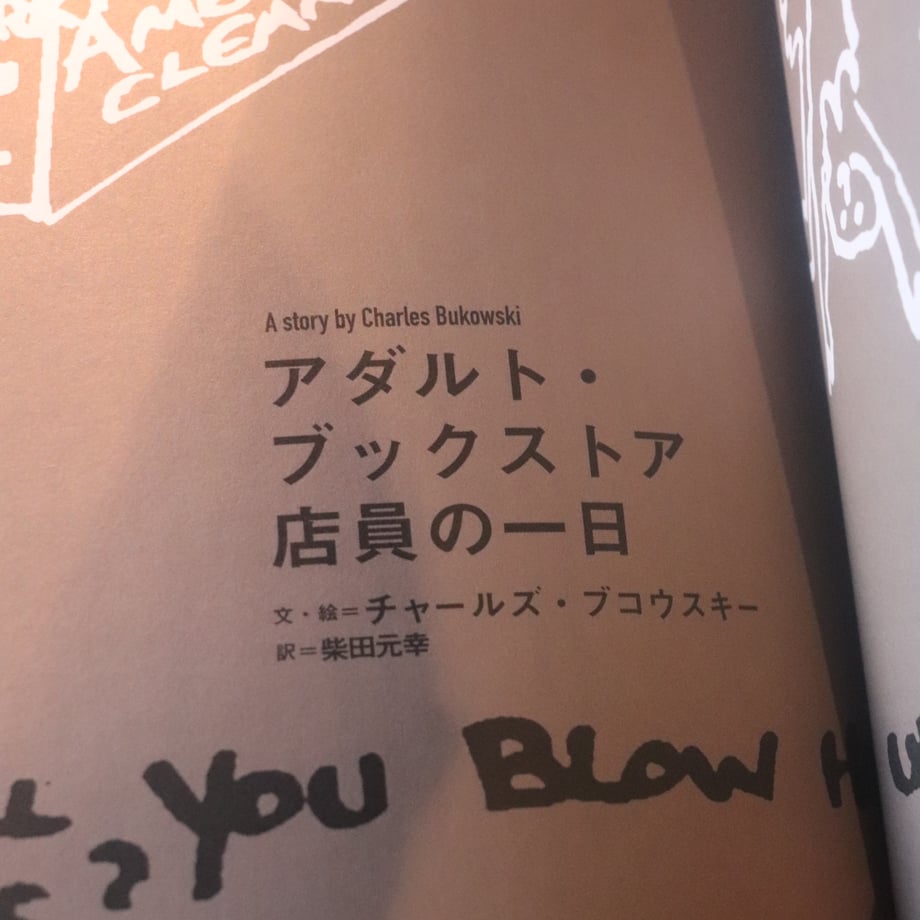 A story by Charles Bukowski
アダルト・
ブックストア
店員の一日
文・絵＝チャールズ・ブコウスキー
訳＝柴田元幸
YOU BLOW